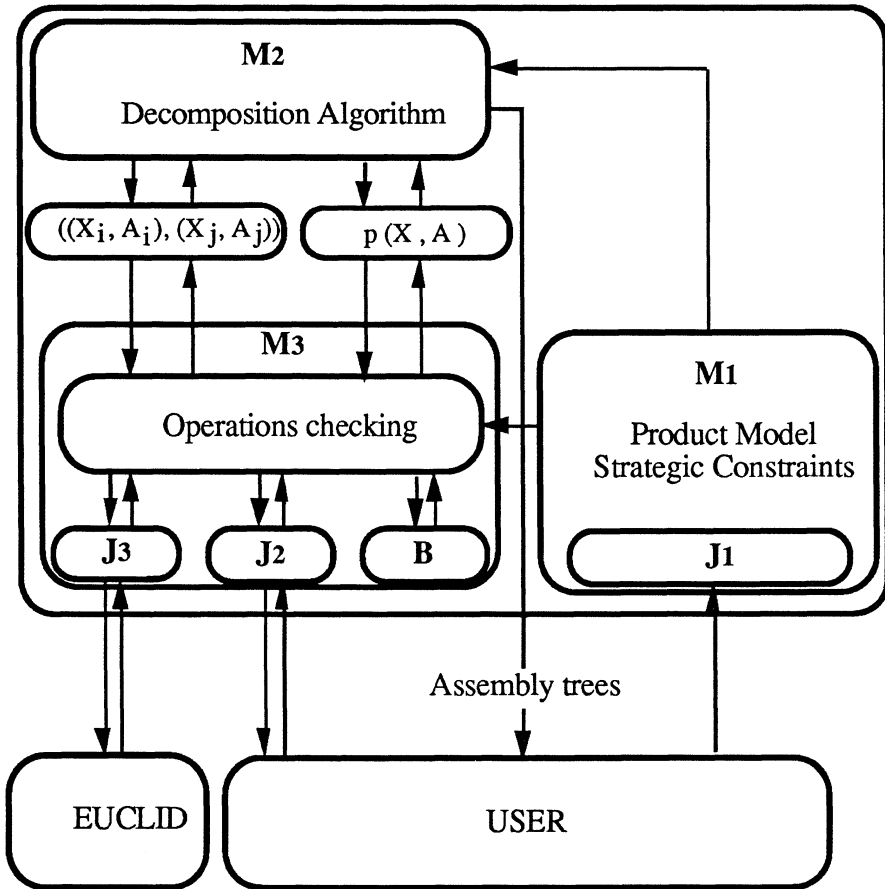 M2
Decomposition Algorithm
((Xi, Ai), (Xj, Aj))
p (X , A )
M3
Operations checking
J3
J2
B
M1
Product Model
Strategic Constraints
J1
Assembly trees
EUCLID
USER